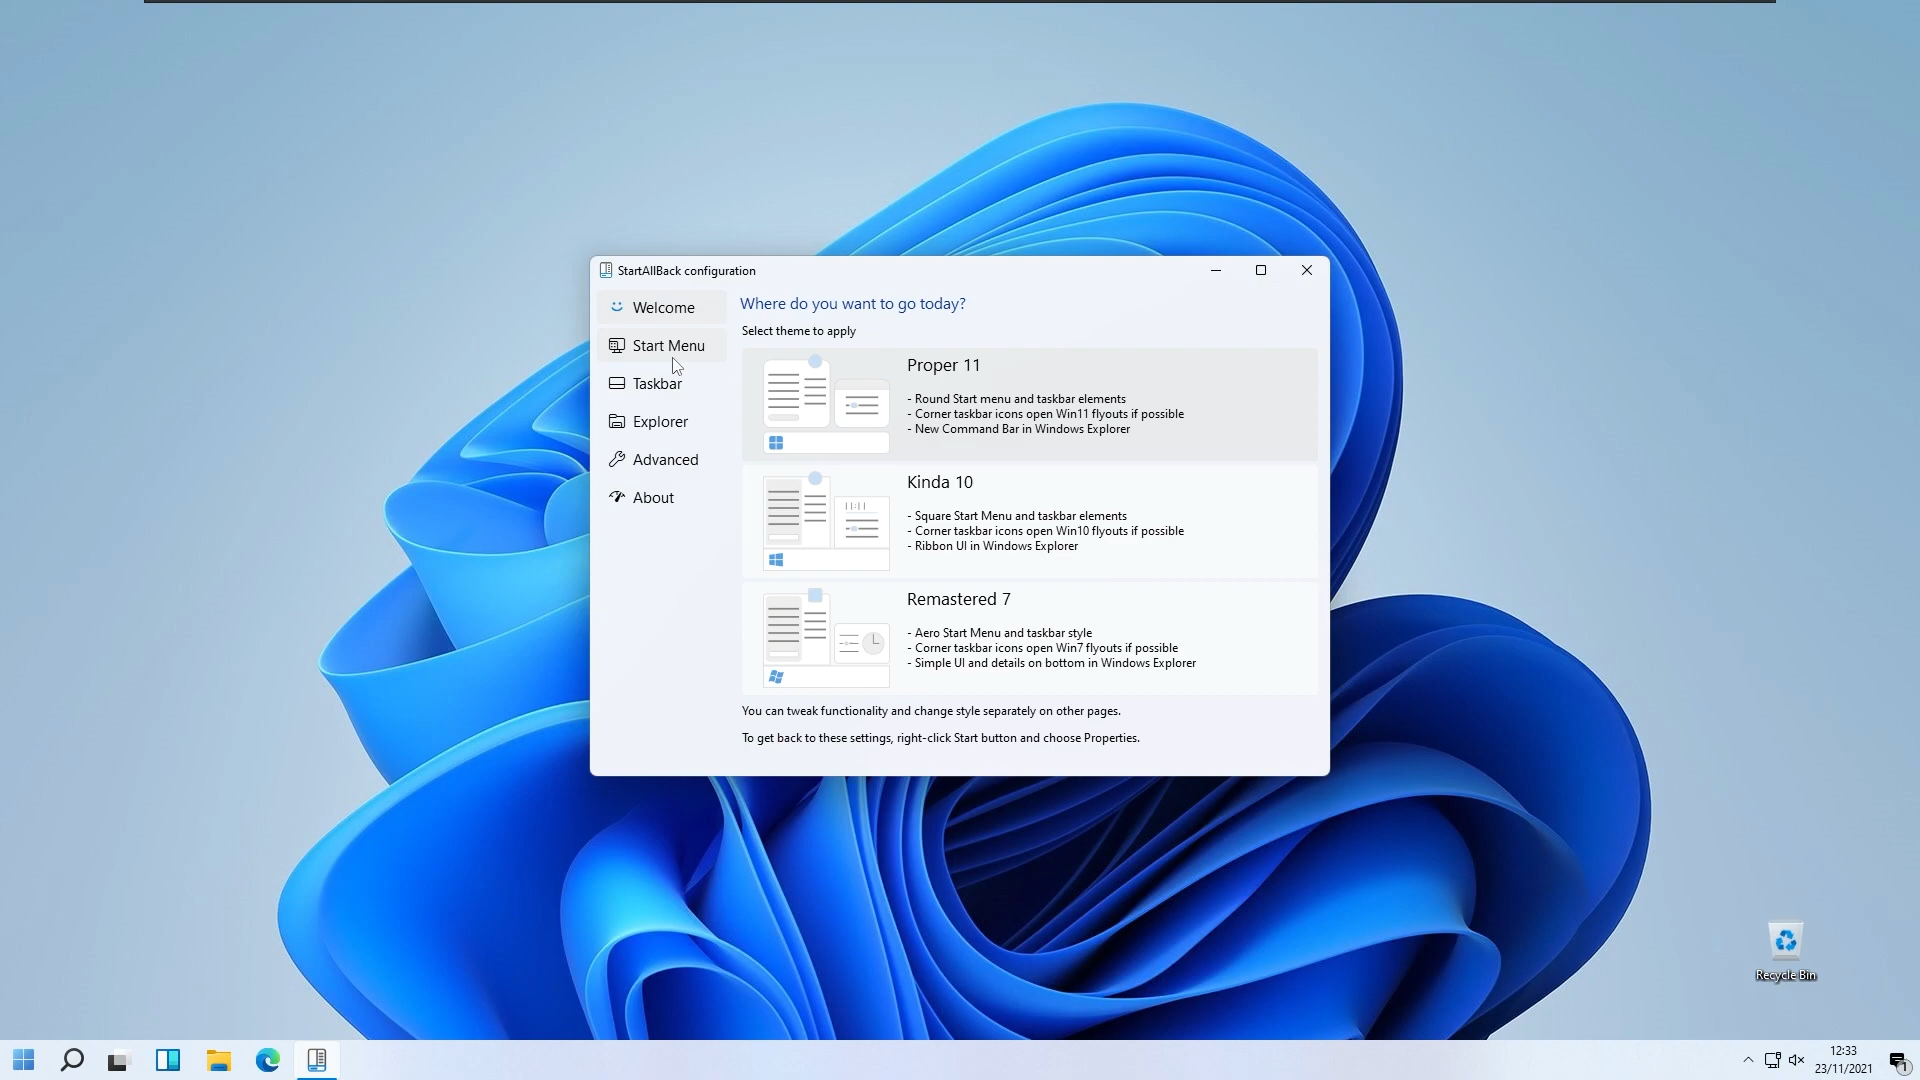 StartAllBack configuration
Welcome
Start Menu
Taskbar
Explorer
Advanced
About
Where do you want to go today?
Select theme to apply
Proper 11
- Round Start menu and taskbar elements
- Corner taskbar icons open Win11 flyouts if possible
- New Command Bar in Windows Explorer
11:11
Kinda 10
- Square Start Menu and taskbar elements
- Corner taskbar icons open Win10 flyouts if possible
- Ribbon UI in Windows Explorer
Remastered 7
- Aero Start Menu and taskbar style
- Corner taskbar icons open Win7 flyouts if possible
- Simple UI and details on bottom in Windows Explorer
You can tweak functionality and change style separately on other pages.
To get back to these settings, right-click Start button and choose Properties.
Recycle Bin
12:33
23/11/2021
1